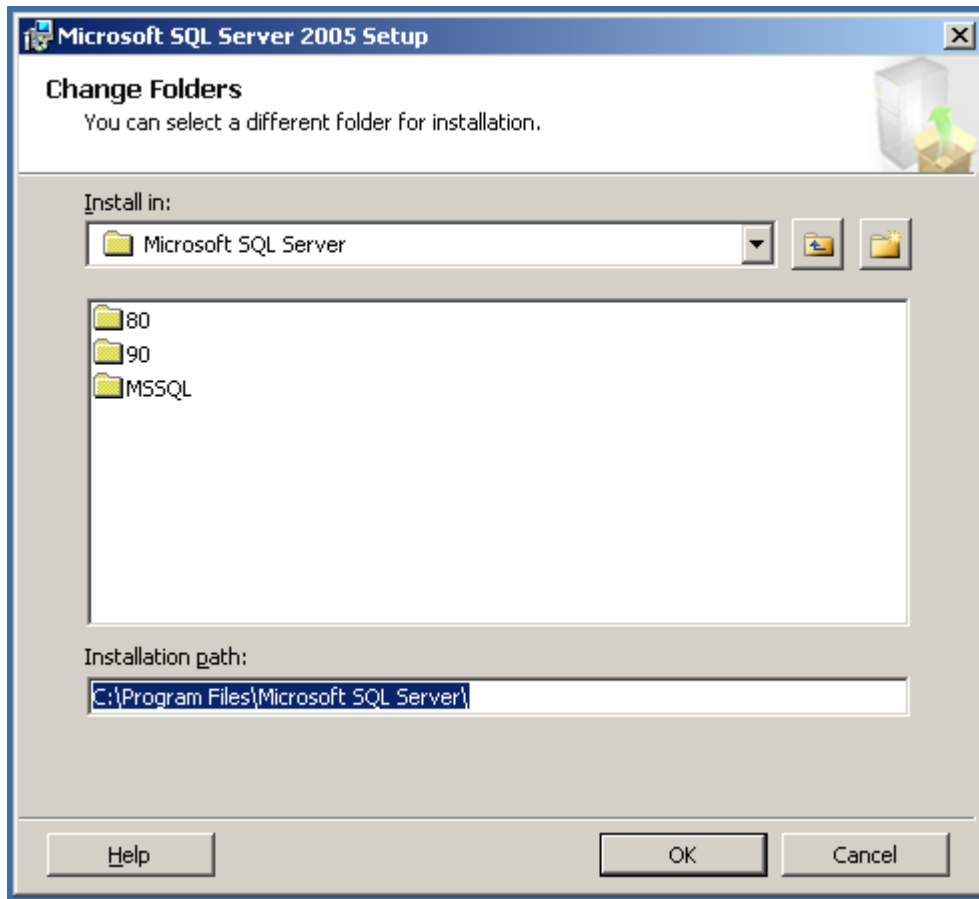 Microsoft SQL Server 2005 Setup
Change Folders
You can select a different folder for installation.
Install in:
Microsoft SQL Server
80
90
MSSQL
Installation path:
C:\Program Files\Microsoft SQL Server\
Help
OK
Cancel